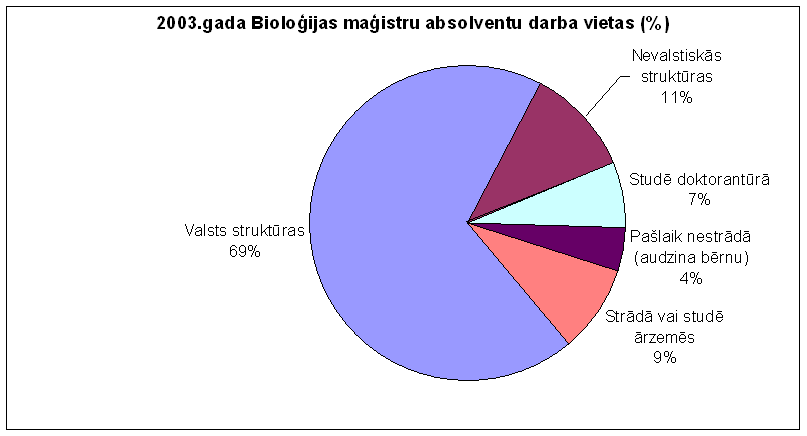 2003.gada Bioloģijas maģistru absolventu darba vietas (%)
Nevalstiskās
struktūras
11%
Studē doktorantūrā
7%
Pašlaik nestrādā
(audzina bērnu)
4%
Strādā vai studē
ārzemēs
9%
Valsts struktūras
69%